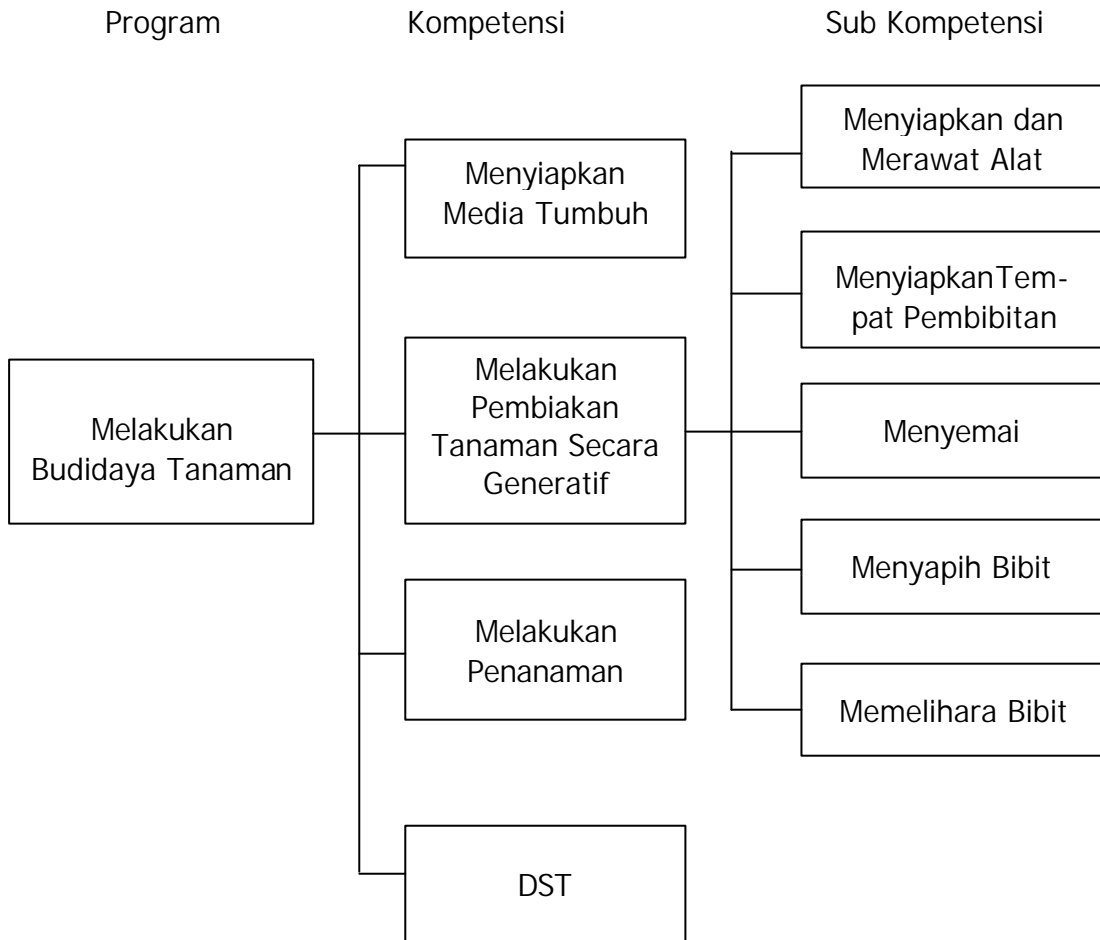 Program
Kompetensi
Sub Kompetensi
Melakukan
Budidaya Tanaman
Menyiapkan
Media Tumbuh
Melakukan
Pembiakan
Tanaman Secara
Generatif
Melakukan
Penanaman
DST
Menyiapkan dan
Merawat Alat
MenyiapkanTem-
pat Pembibitan
Menyemai
Menyapih Bibit
Memelihara Bibit